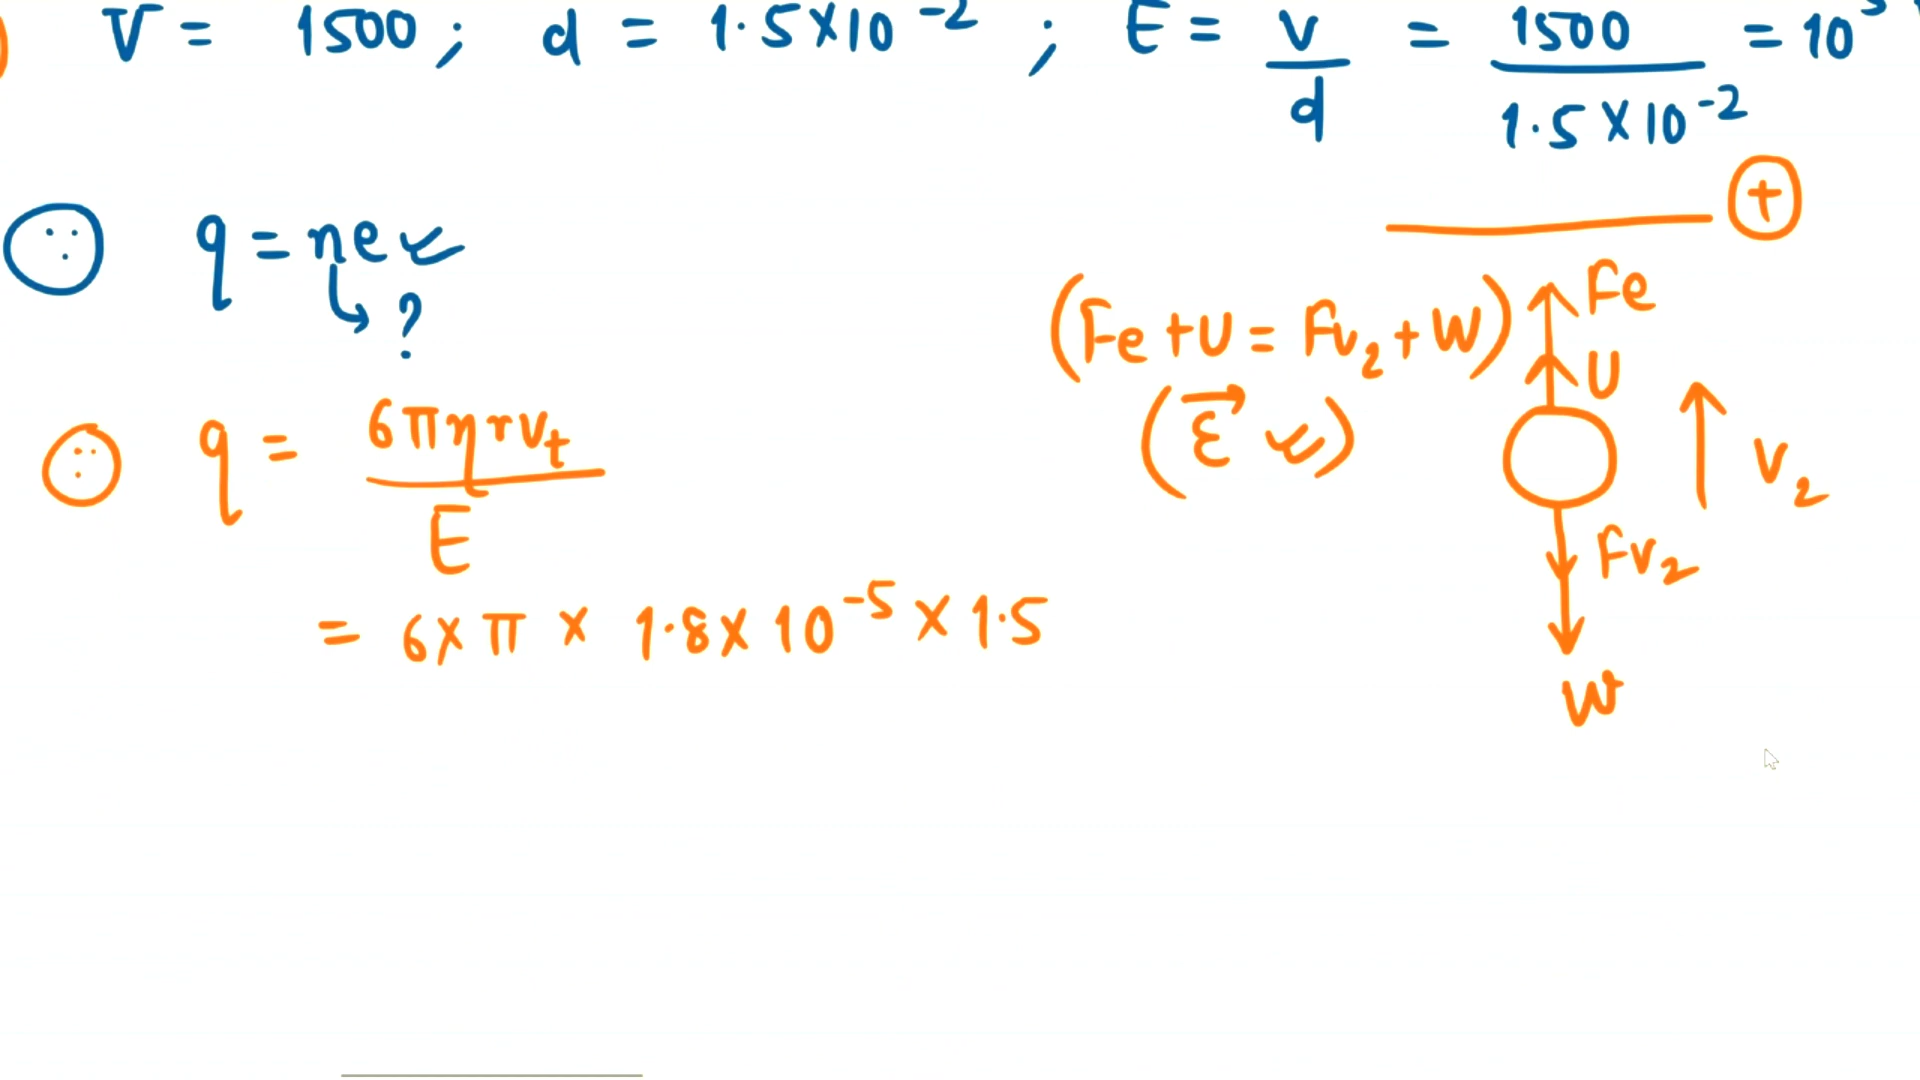 V = 1500 ; d = 1.5×10⁻² ; E = V/d = 1500/1.5×10⁻² = 10⁵
+
q = ne
?
(Fe + U = Fv₂ + W)
Fe
U
(E⃗)
q = 6πηrvₜ/E
V₂
Fv₂
= 6×π × 1.8×10⁻⁵ × 1.5
W